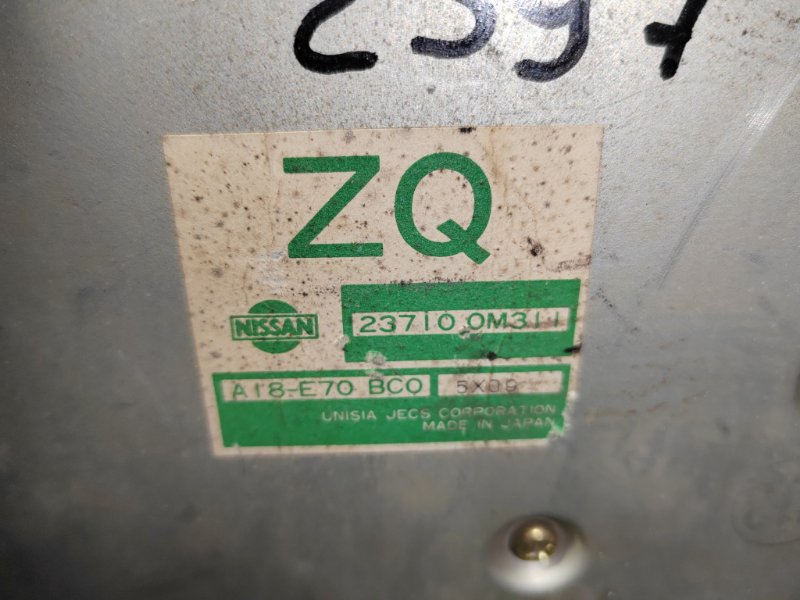 ZQ
NISSAN
23710 0M311
A18-E70 BC0 5X09
UNISIA JECS CORPORATION
MADE IN JAPAN